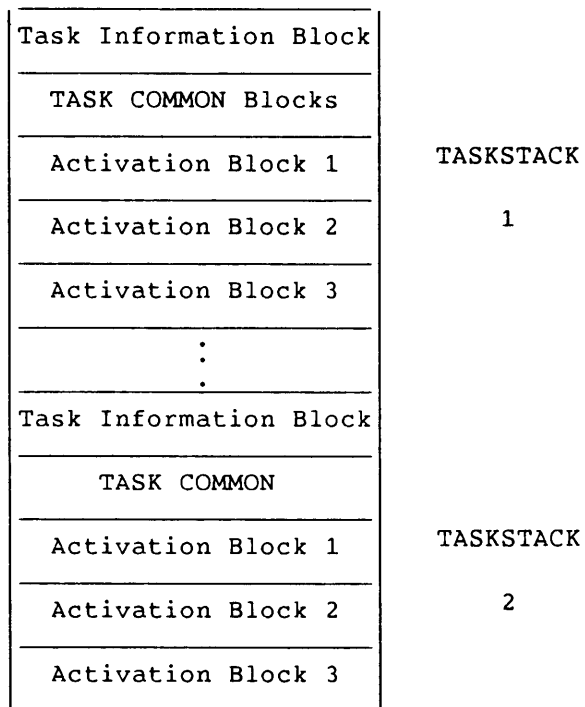 Task Information Block
TASK COMMON Blocks
Activation Block 1
TASKSTACK
Activation Block 2
1
Activation Block 3
Task Information Block
TASK COMMON
Activation Block 1
TASKSTACK
Activation Block 2
2
Activation Block 3